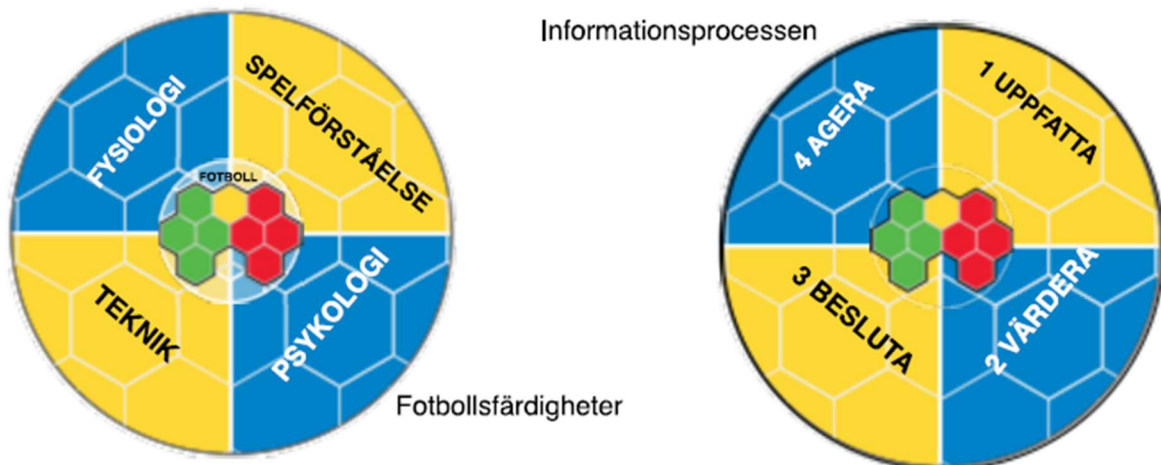 Informationsprocessen
FYSIOLOGI
SPELFÖRSTÅELSE
FOTBOLL
TEKNIK
PSYKOLOGI
Fotbollsfärdigheter
4 AGERA
1 UPPFATTA
3 BESLUTA
2 VÄRDERA